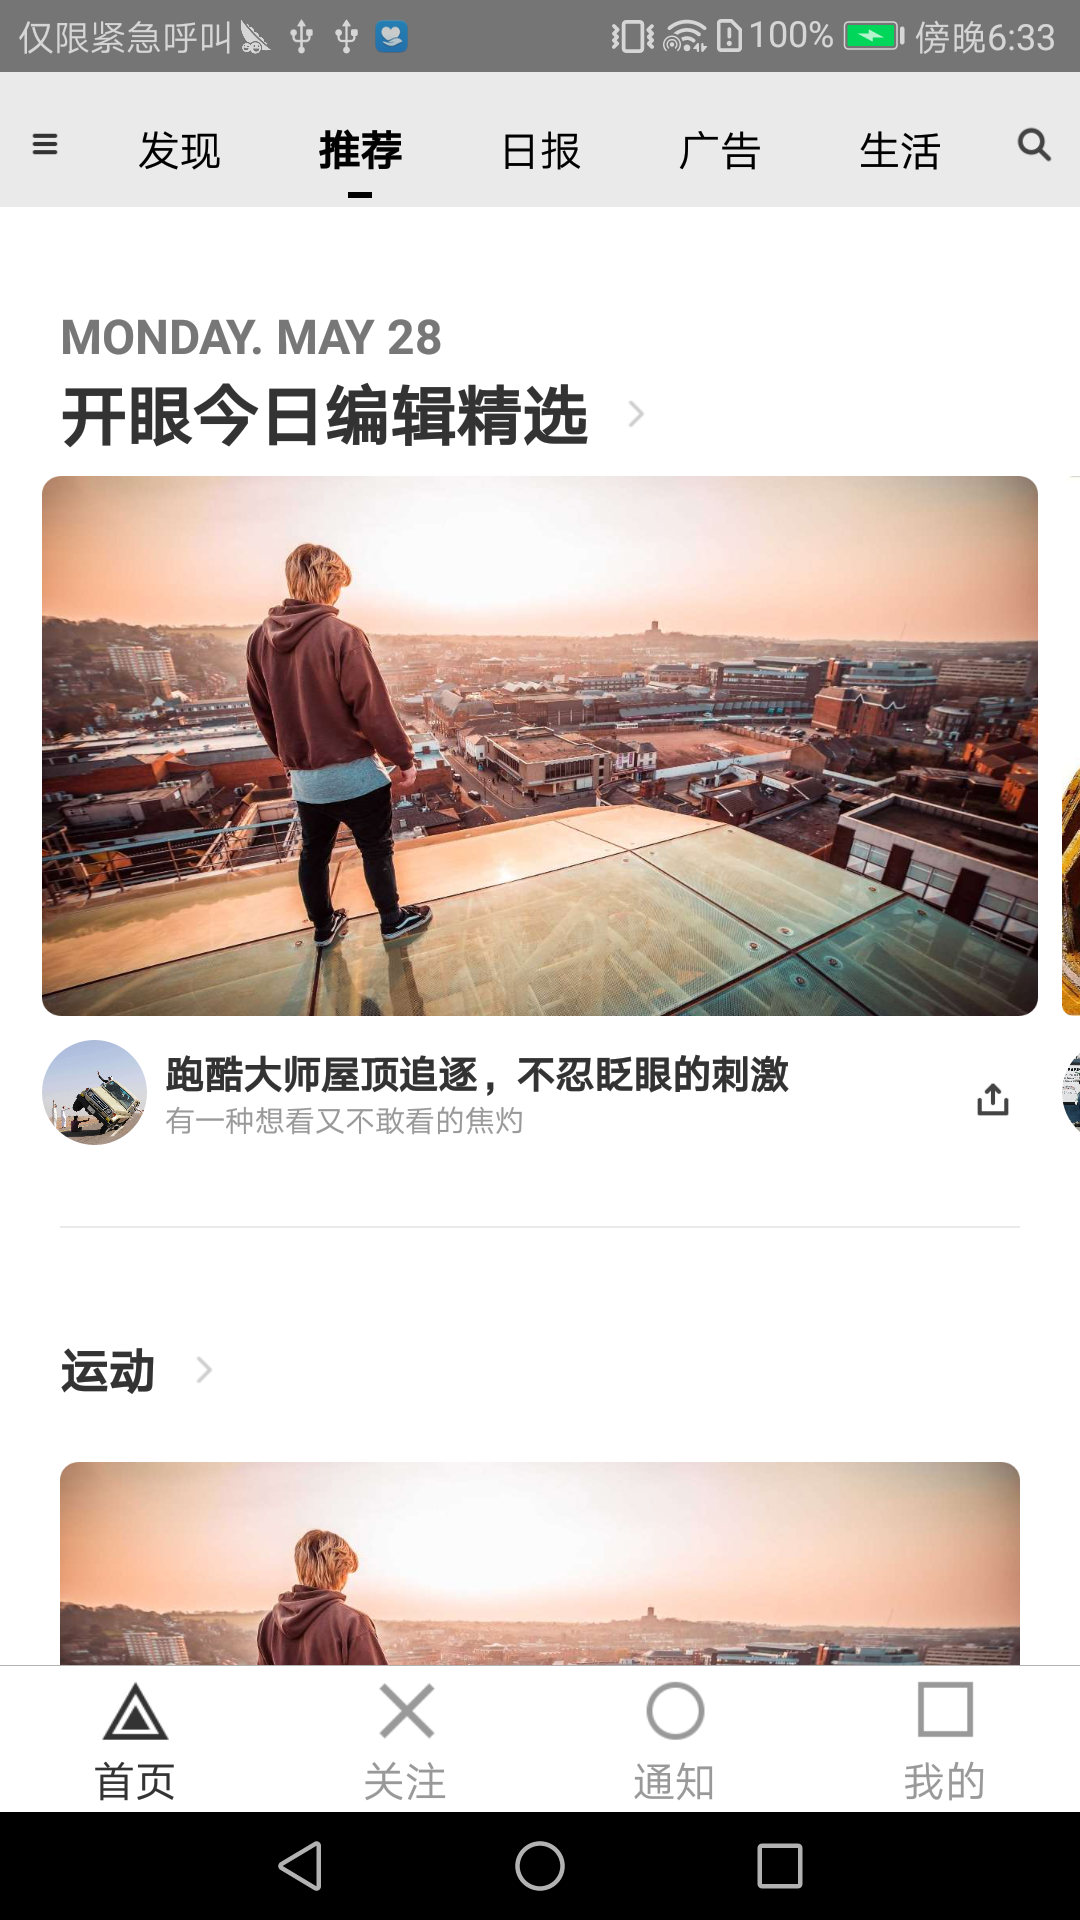 仅限紧急呼叫 100% 傍晚6:33
发现 推荐 日报 广告 生活
MONDAY. MAY 28
开眼今日编辑精选
跑酷大师屋顶追逐，不忍眨眼的刺激
有一种想看又不敢看的焦灼
运动
首页 关注 通知 我的